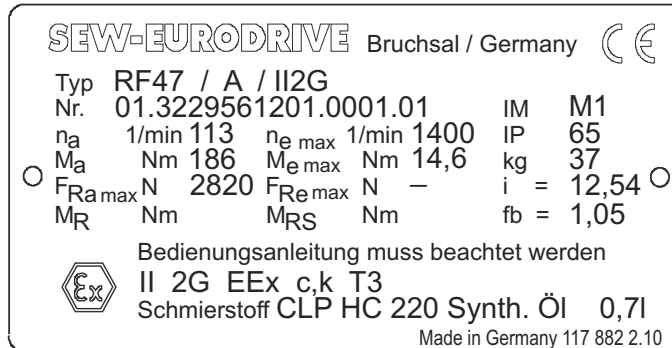 SEW-EURODRIVE Bruchsal / Germany CE
Typ RF47 / A / II2G
Nr. 01.3229561201.0001.01 IM M1
na 1/min 113 ne max 1/min 1400 IP 65
Ma Nm 186 Me max Nm 14,6 kg 37
FRa max N 2820 FRe max N – i = 12,54
MR Nm MRS Nm fb = 1,05
Bedienungsanleitung muss beachtet werden
Ex II 2G EEx c,k T3
Schmierstoff CLP HC 220 Synth. Öl 0,7l
Made in Germany 117 882 2.10